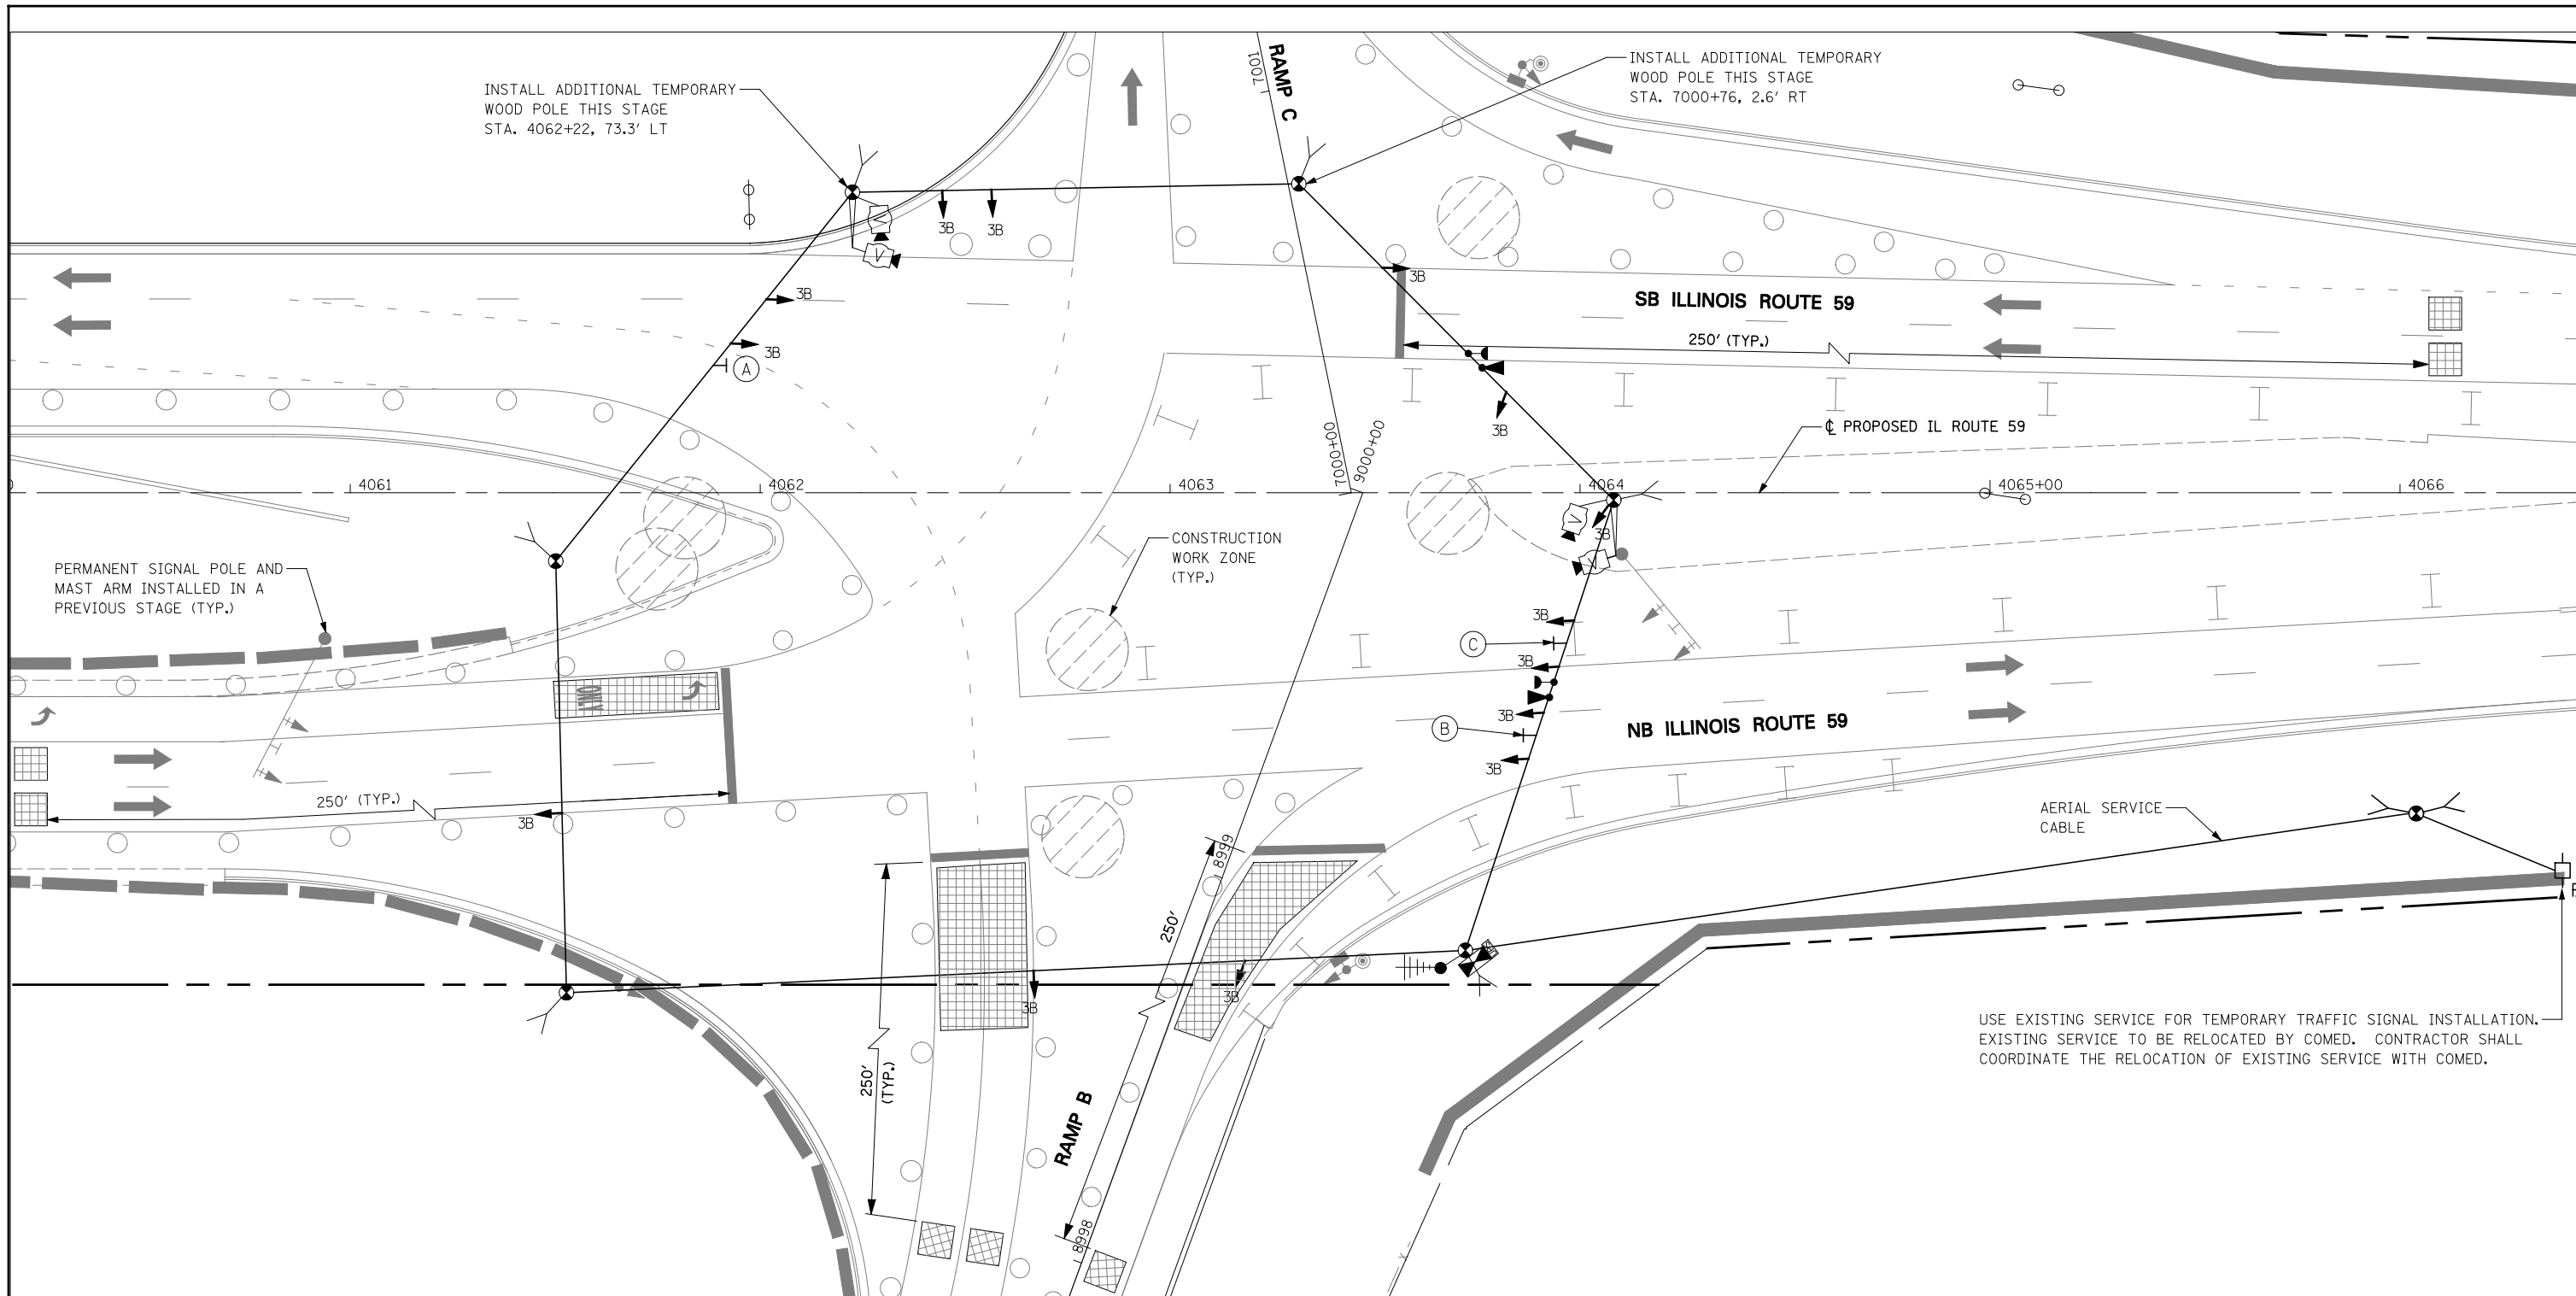 INSTALL ADDITIONAL TEMPORARY
WOOD POLE THIS STAGE
STA. 4062+22, 73.3' LT
RAMP C
7001
INSTALL ADDITIONAL TEMPORARY
WOOD POLE THIS STAGE
STA. 7000+76, 2.6' RT
V
V
3B
3B
3B
3B
3B
A
SB ILLINOIS ROUTE 59
250' (TYP.)
3B
7000+00
9000+00
℄ PROPOSED IL ROUTE 59
4061
4062
4063
4064
4065+00
4066
V
3B
V
CONSTRUCTION
WORK ZONE
(TYP.)
PERMANENT SIGNAL POLE AND
MAST ARM INSTALLED IN A
PREVIOUS STAGE (TYP.)
3B
C
3B
ONLY
3B
B
NB ILLINOIS ROUTE 59
3B
250' (TYP.)
3B
AERIAL SERVICE
CABLE
8999
250'
3B
3B
250'
(TYP.)
RAMP B
8998
USE EXISTING SERVICE FOR TEMPORARY TRAFFIC SIGNAL INSTALLATION.
EXISTING SERVICE TO BE RELOCATED BY COMED. CONTRACTOR SHALL
COORDINATE THE RELOCATION OF EXISTING SERVICE WITH COMED.